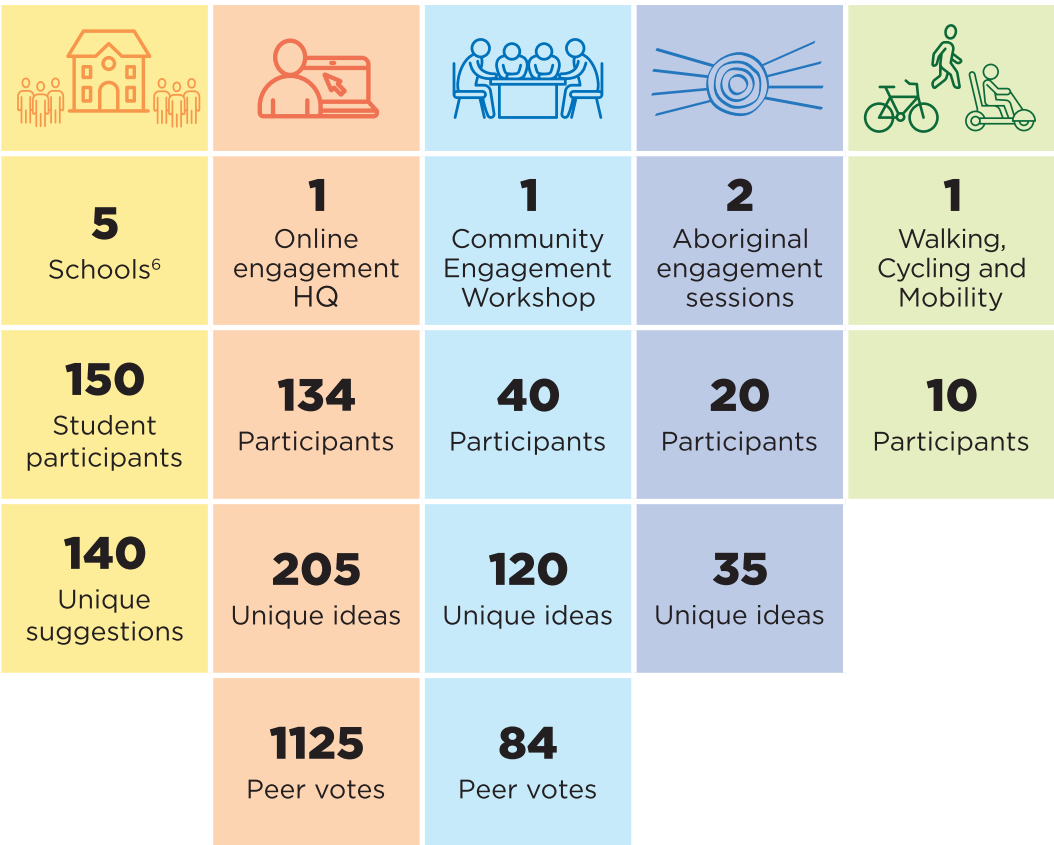 5
Schools⁶
1
Online
engagement
HQ
1
Community
Engagement
Workshop
2
Aboriginal
engagement
sessions
1
Walking,
Cycling and
Mobility
150
Student
participants
134
Participants
40
Participants
20
Participants
10
Participants
140
Unique
suggestions
205
Unique ideas
120
Unique ideas
35
Unique ideas
1125
Peer votes
84
Peer votes